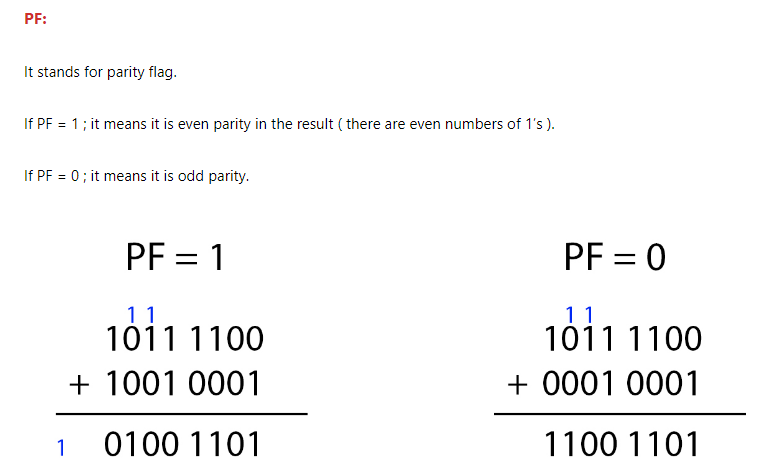 PF:
It stands for parity flag.
If PF = 1 ; it means it is even parity in the result ( there are even numbers of 1's ).
If PF = 0 ; it means it is odd parity.
PF = 1
1 1
1011 1100
+ 1001 0001
1 0100 1101
PF = 0
1 1
1011 1100
+ 0001 0001
1100 1101